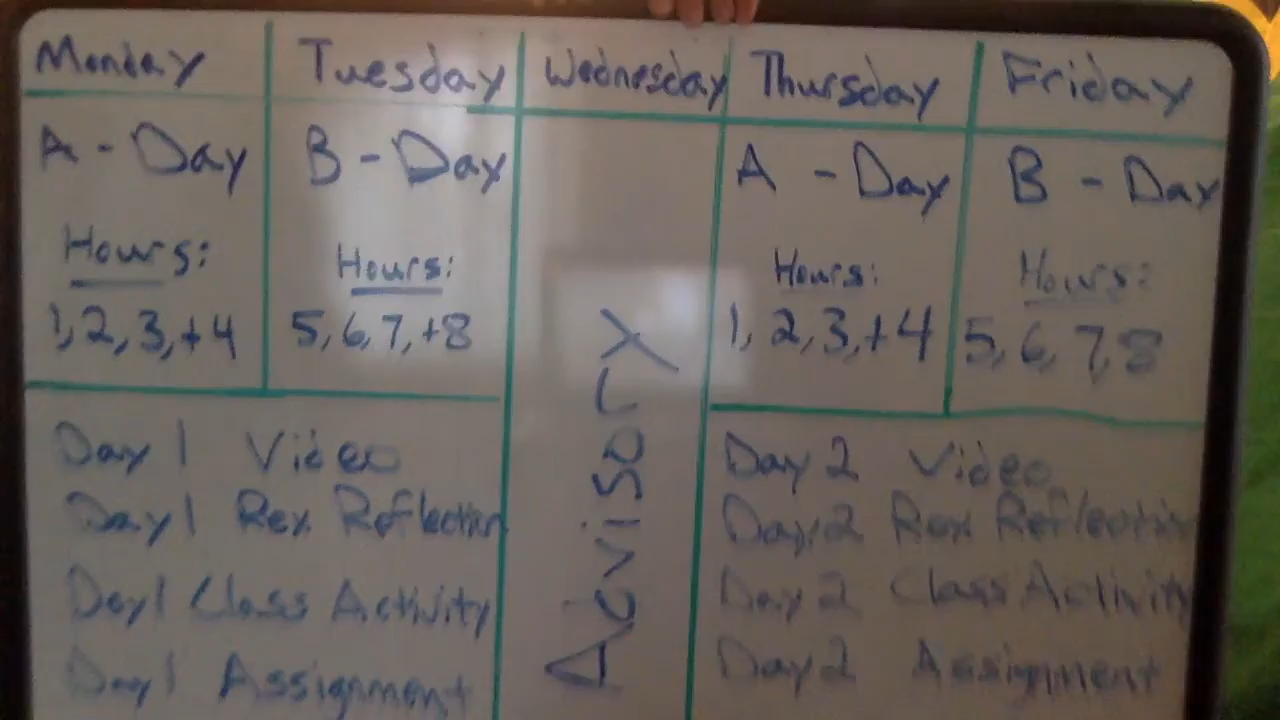 Monday Tuesday Wednesday Thursday Friday
A - Day B - Day A - Day B - Day
Hours: Hours: Hours: Hours:
1, 2, 3, + 4 5, 6, 7, + 8 1, 2, 3, + 4 5, 6, 7, 8
Advisory
Day 1 Video Day 2 Video
Day 1 Rex Reflection Day 2 Rex Reflection
Day 1 Class Activity Day 2 Class Activity
Day 1 Assignment Day 2 Assignment